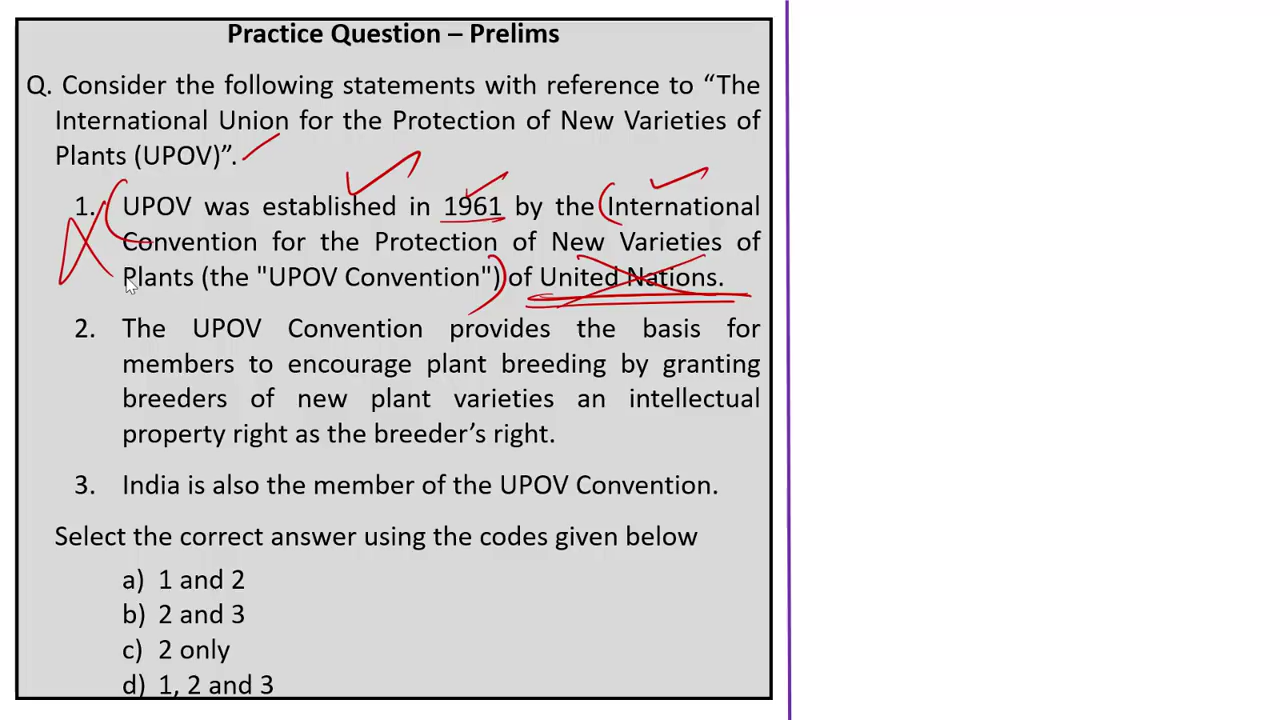 Practice Question – Prelims
Q. Consider the following statements with reference to “The
International Union for the Protection of New Varieties of
Plants (UPOV)”.
1. UPOV was established in 1961 by the International
Convention for the Protection of New Varieties of
Plants (the "UPOV Convention") of United Nations.
2. The UPOV Convention provides the basis for
members to encourage plant breeding by granting
breeders of new plant varieties an intellectual
property right as the breeder’s right.
3. India is also the member of the UPOV Convention.
Select the correct answer using the codes given below
a) 1 and 2
b) 2 and 3
c) 2 only
d) 1, 2 and 3